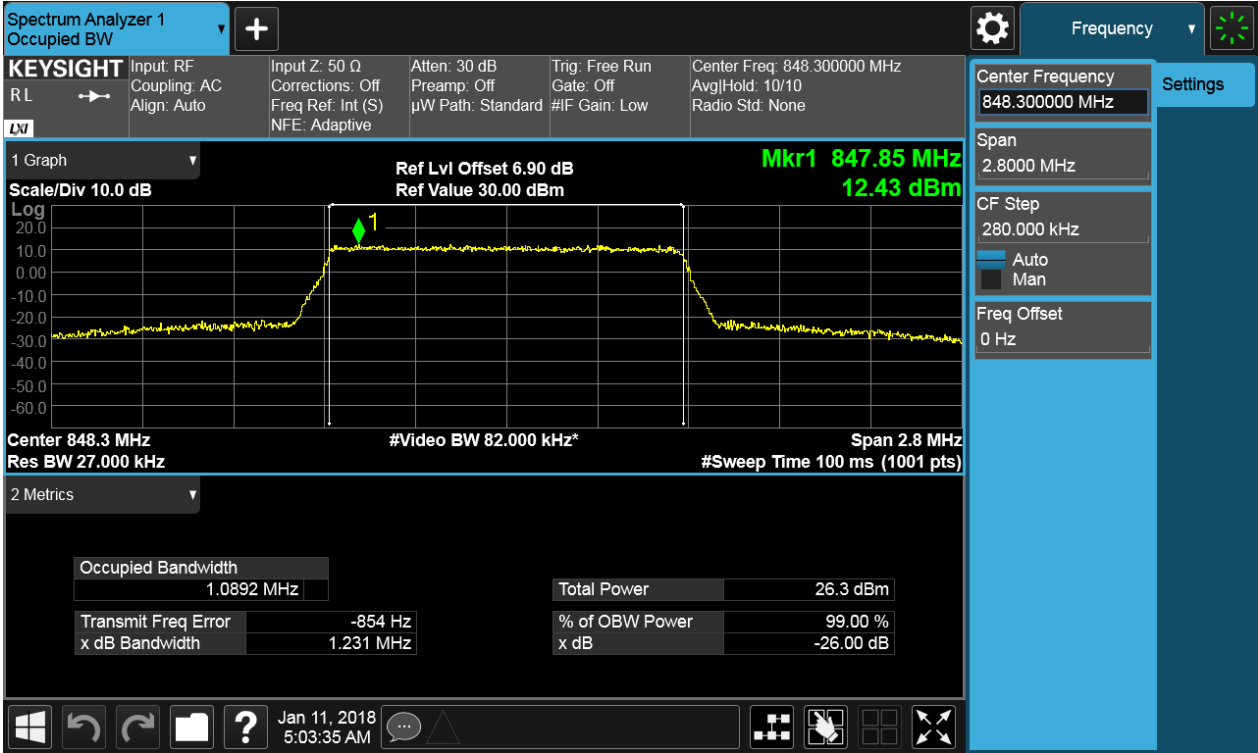 Spectrum Analyzer 1
Occupied BW
+
Frequency
KEYSIGHT
R L
LXI
Input: RF
Coupling: AC
Align: Auto
Input Z: 50 Ω
Corrections: Off
Freq Ref: Int (S)
NFE: Adaptive
Atten: 30 dB
Preamp: Off
µW Path: Standard
Trig: Free Run
Gate: Off
#IF Gain: Low
Center Freq: 848.300000 MHz
Avg|Hold: 10/10
Radio Std: None
Center Frequency
848.300000 MHz
Settings
Span
2.8000 MHz
CF Step
280.000 kHz
Auto
Man
Freq Offset
0 Hz
1 Graph
Scale/Div 10.0 dB
Ref Lvl Offset 6.90 dB
Ref Value 30.00 dBm
Mkr1 847.85 MHz
12.43 dBm
Log
1
20.0
10.0
0.00
-10.0
-20.0
-30.0
-40.0
-50.0
-60.0
Center 848.3 MHz
#Video BW 82.000 kHz*
Span 2.8 MHz
Res BW 27.000 kHz
#Sweep Time 100 ms (1001 pts)
2 Metrics
Occupied Bandwidth
1.0892 MHz
Total Power 26.3 dBm
Transmit Freq Error -854 Hz
% of OBW Power 99.00 %
x dB Bandwidth 1.231 MHz
x dB -26.00 dB
?
Jan 11, 2018
5:03:35 AM